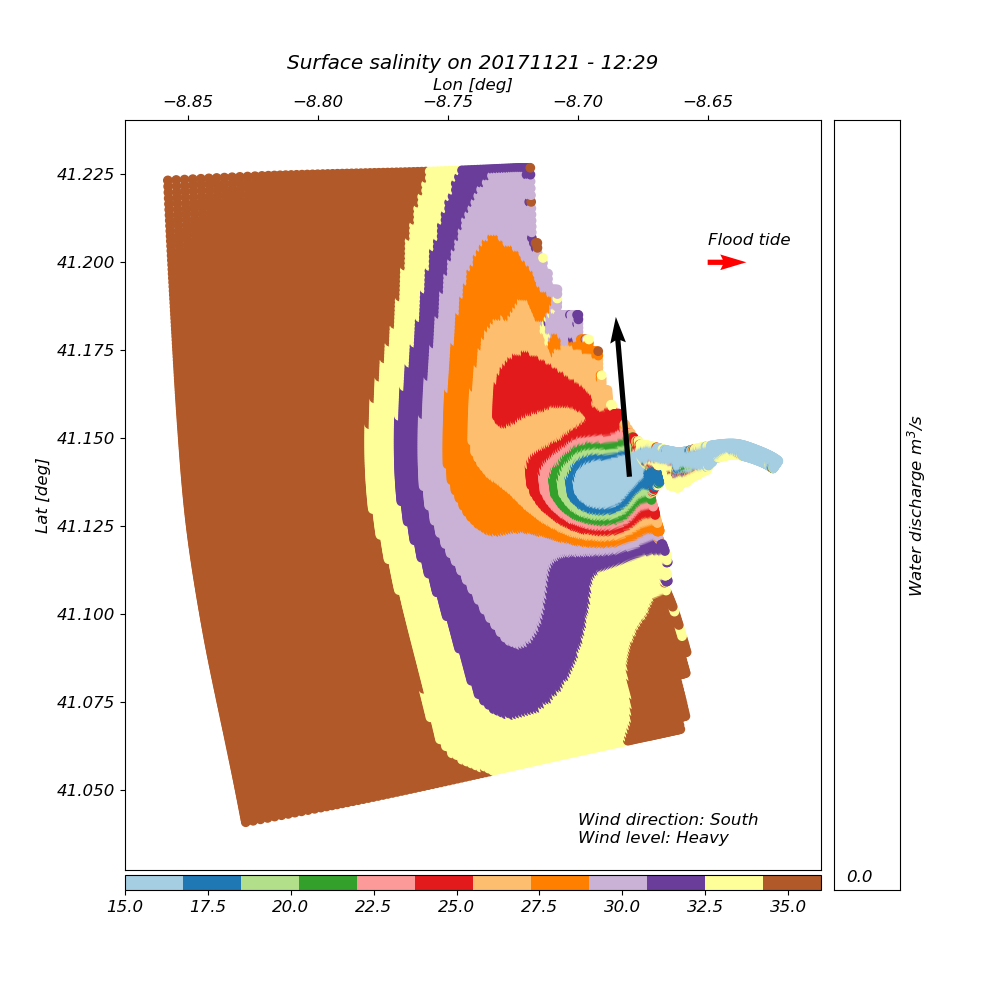 Surface salinity on 20171121 - 12:29
Lon [deg]
−8.85 −8.80 −8.75 −8.70 −8.65
41.225
41.200
41.175
41.150
41.125
41.100
41.075
41.050
Lat [deg]
Flood tide
Wind direction: South
Wind level: Heavy
15.0 17.5 20.0 22.5 25.0 27.5 30.0 32.5 35.0
0.0
Water discharge m³/s